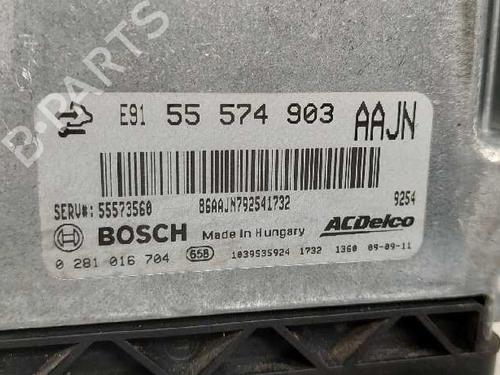 B-PARTS
E91 55 574 903 AAJN
SERV#: 55573560 86AAJN792541732 9254
BOSCH Made in Hungary ACDelco
0 281 016 704 658 1039S35924 1732 1360 09-09-11